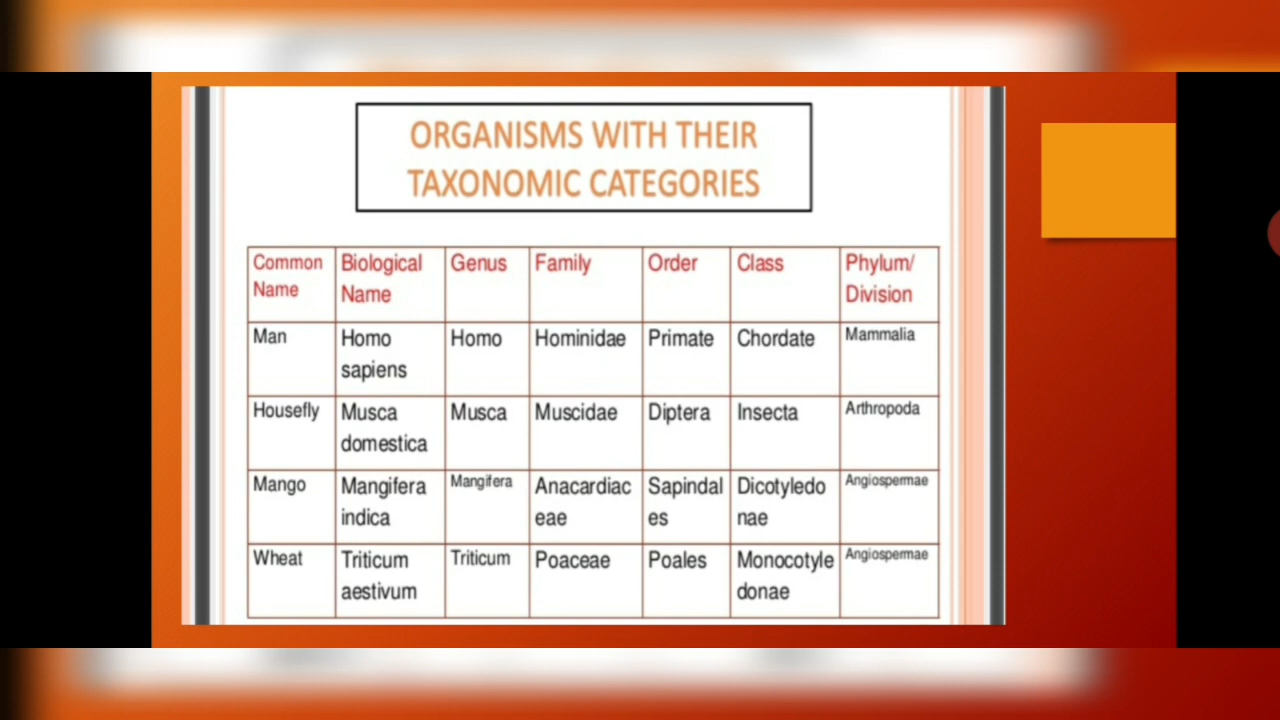 ORGANISMS WITH THEIR
TAXONOMIC CATEGORIES
Common Name Biological Name Genus Family Order Class Phylum/ Division
Man Homo sapiens Homo Hominidae Primate Chordate Mammalia
Housefly Musca domestica Musca Muscidae Diptera Insecta Arthropoda
Mango Mangifera indica Mangifera Anacardiac eae Sapindal es Dicotyledo nae Angiospermae
Wheat Triticum aestivum Triticum Poaceae Poales Monocotyle donae Angiospermae